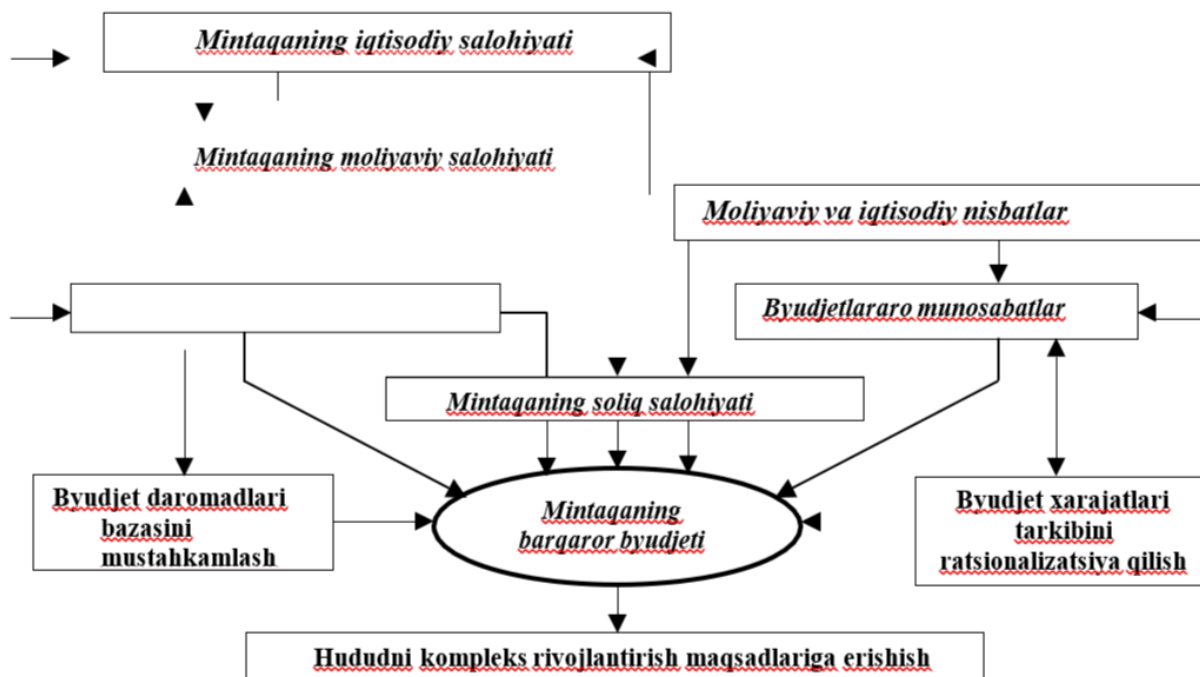 Mintaqaning iqtisodiy salohiyati
Mintaqaning moliyaviy salohiyati
Moliyaviy va iqtisodiy nisbatlar
Byudjetlararo munosabatlar
Mintaqaning soliq salohiyati
Byudjet daromadlari
bazasini
mustahkamlash
Mintaqaning
barqaror byudjeti
Byudjet xarajatlari
tarkibini
ratsionalizatsiya qilish
Hududni kompleks rivojlantirish maqsadlariga erishish